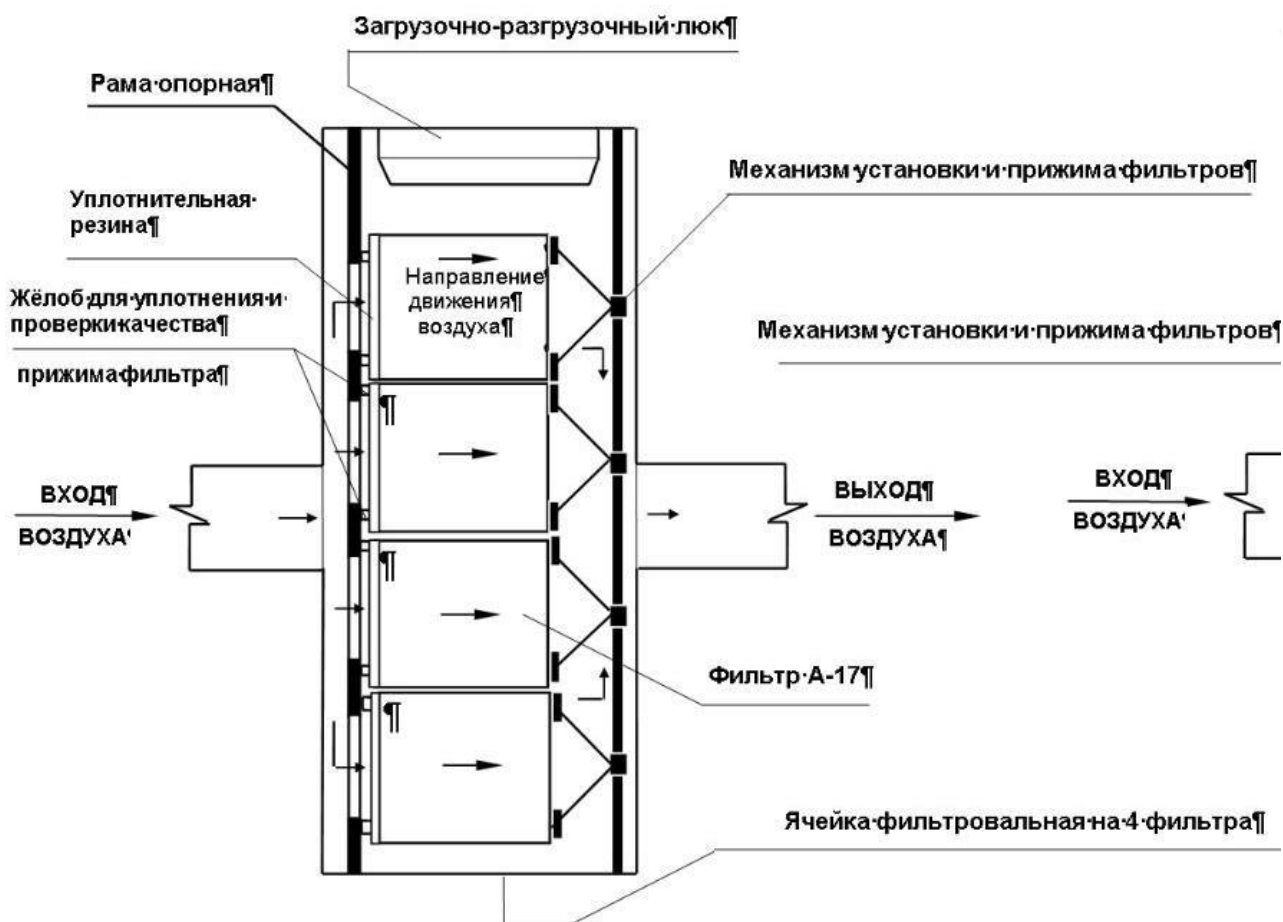 Загрузочно-разгрузочный·люк¶
Рама·опорная¶
Механизм·установки·и·прижима·фильтров¶
Уплотнительная·
резина¶
Направление
движения¶
воздуха¶
Жёлоб·для·уплотнения·и·
проверки·качества¶
прижима·фильтра¶
Механизм·установки·и·прижима·фильтров¶
¶
ВХОД¶
ВОЗДУХА¶
ВЫХОД¶
ВОЗДУХА¶
ВХОД¶
ВОЗДУХА¶
¶
Фильтр·А-17¶
¶
Ячейка·фильтровальная·на·4·фильтра¶